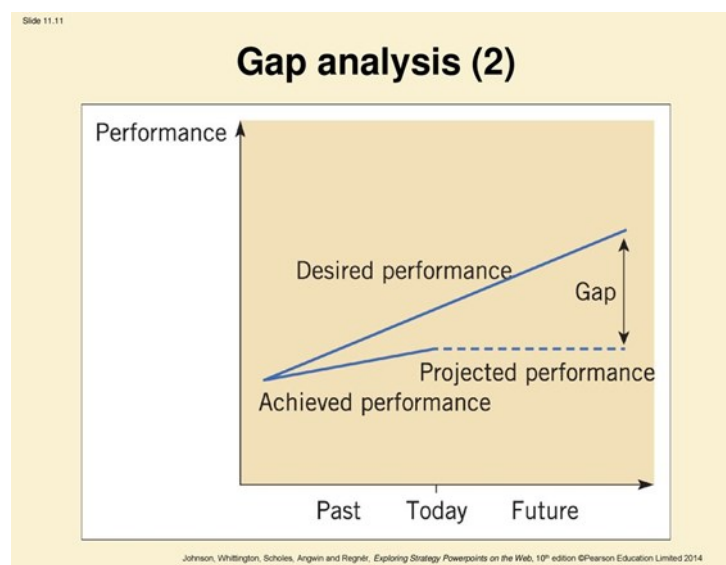 Slide 11.11
Gap analysis (2)
Performance
Desired performance
Gap
Projected performance
Achieved performance
Past Today Future
Johnson, Whittington, Scholes, Angwin and Regnér, Exploring Strategy Powerpoints on the Web, 10th edition ©Pearson Education Limited 2014